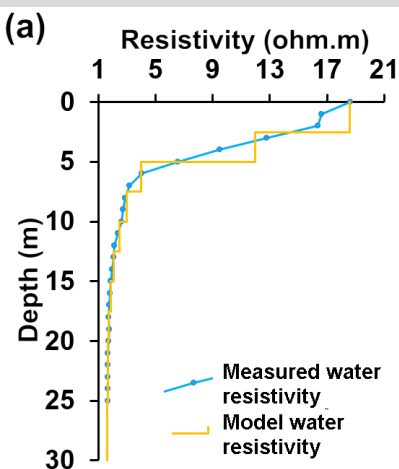 (a)
Resistivity (ohm.m)
1 5 9 13 17 21
0
5
10
15
20
25
30
Depth (m)
Measured water
resistivity
Model water
resistivity